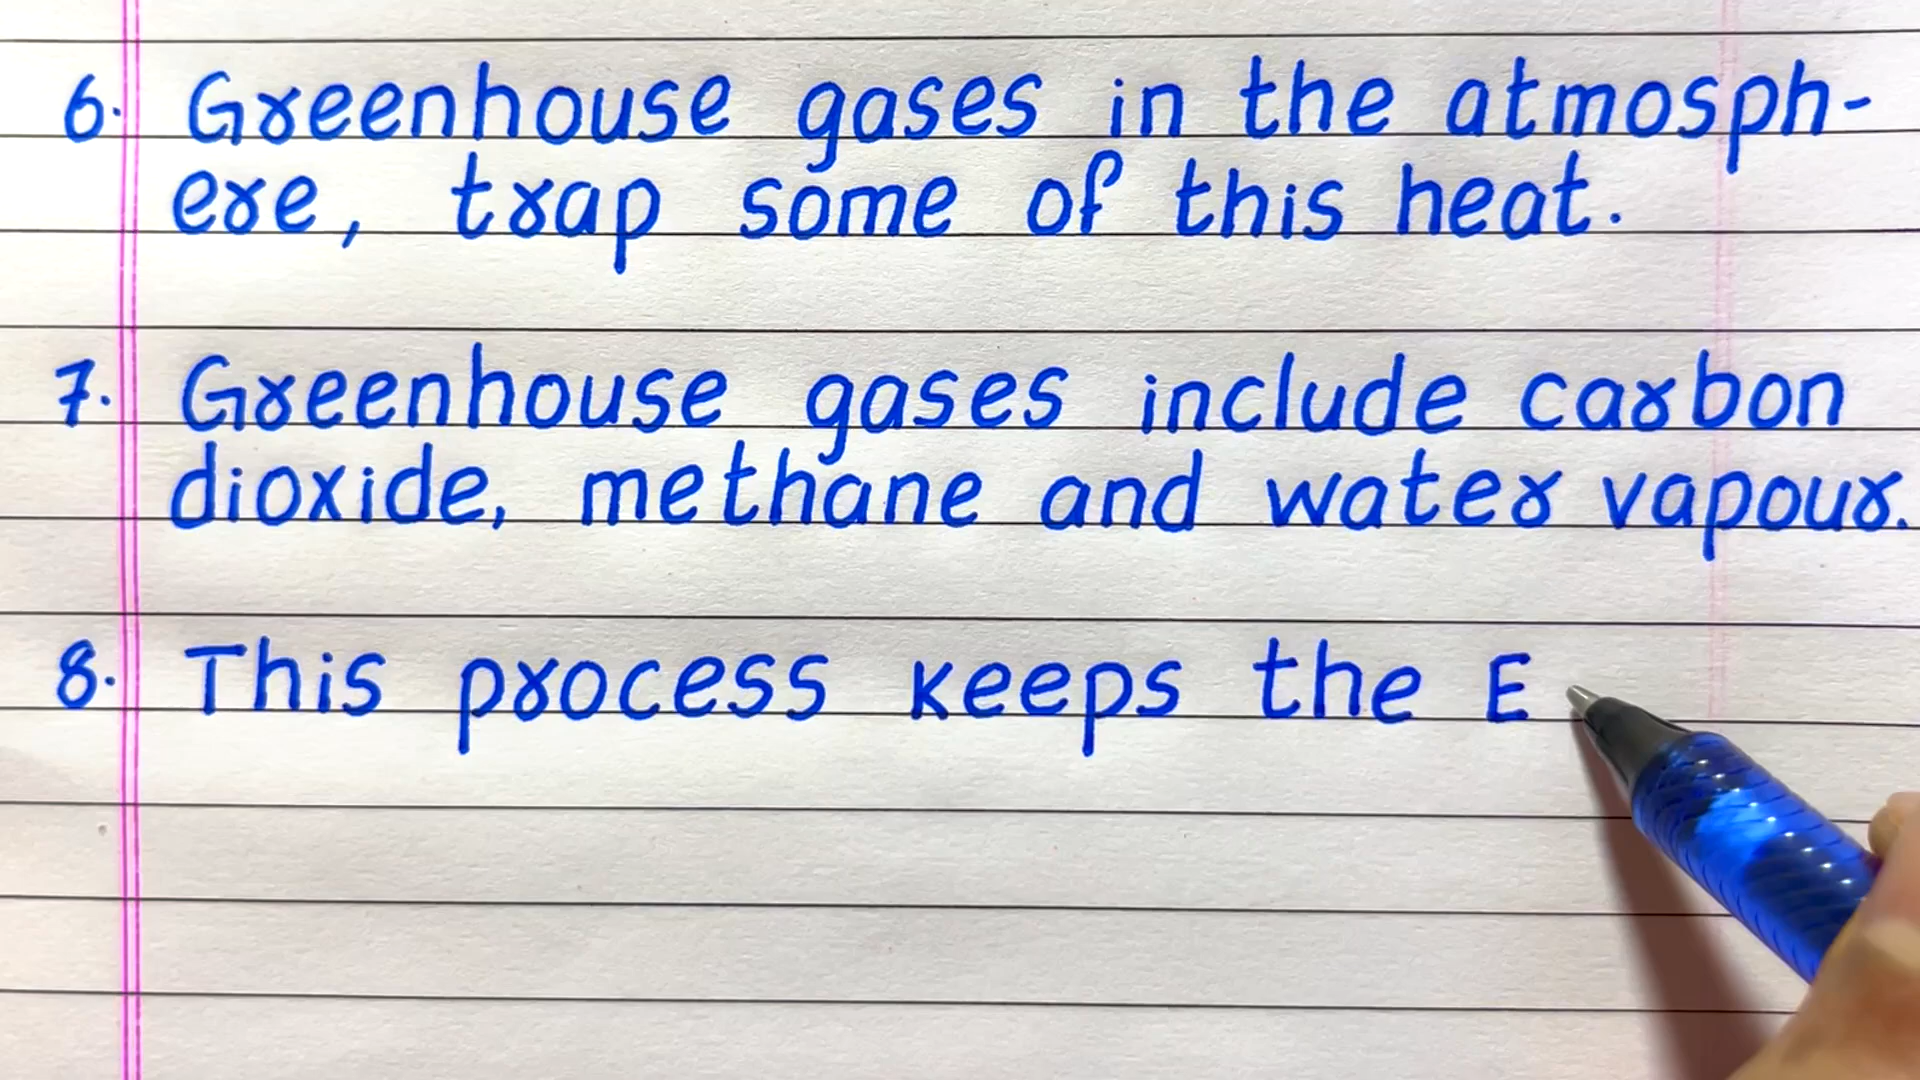 6. Greenhouse gases in the atmosph-
ere, trap some of this heat.
7. Greenhouse gases include carbon
dioxide, methane and water vapour.
8. This process keeps the E